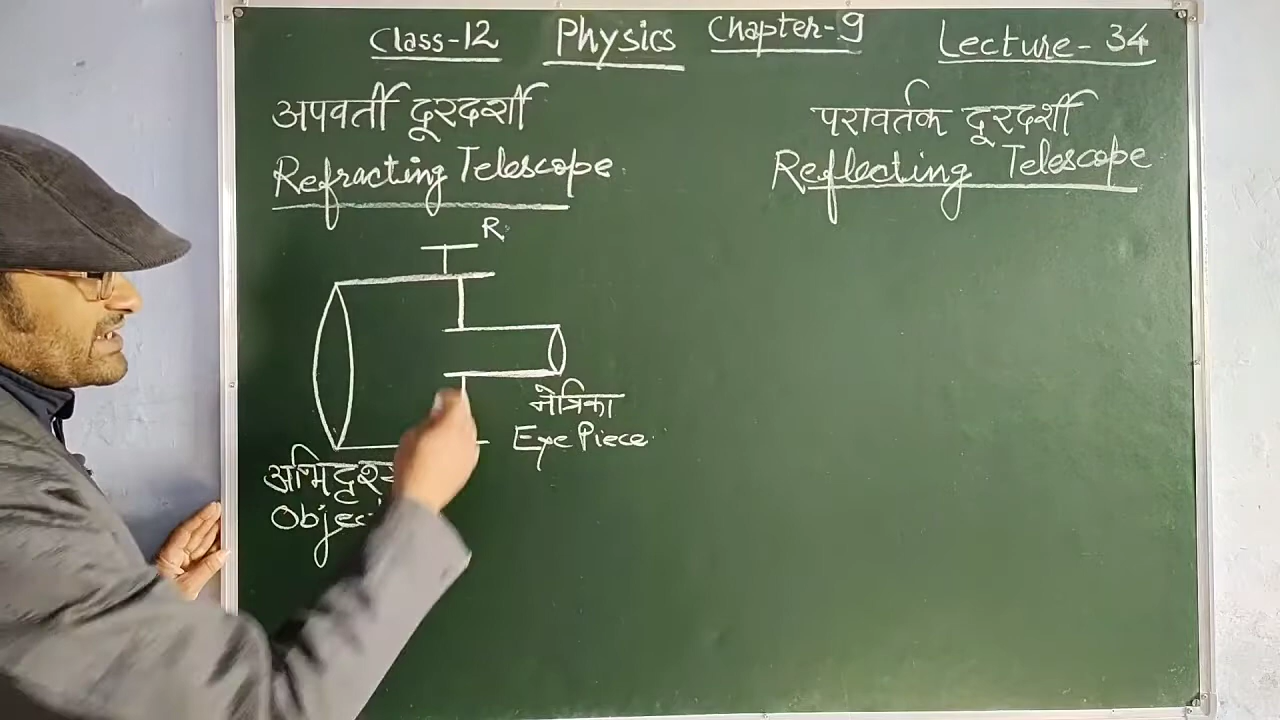 Class-12 Physics Chapter-9 Lecture-34
अपवर्ती दूरदर्शी
Refracting Telescope
परावर्तक दूरदर्शी
Reflecting Telescope
R
नेत्रिका
Eye Piece